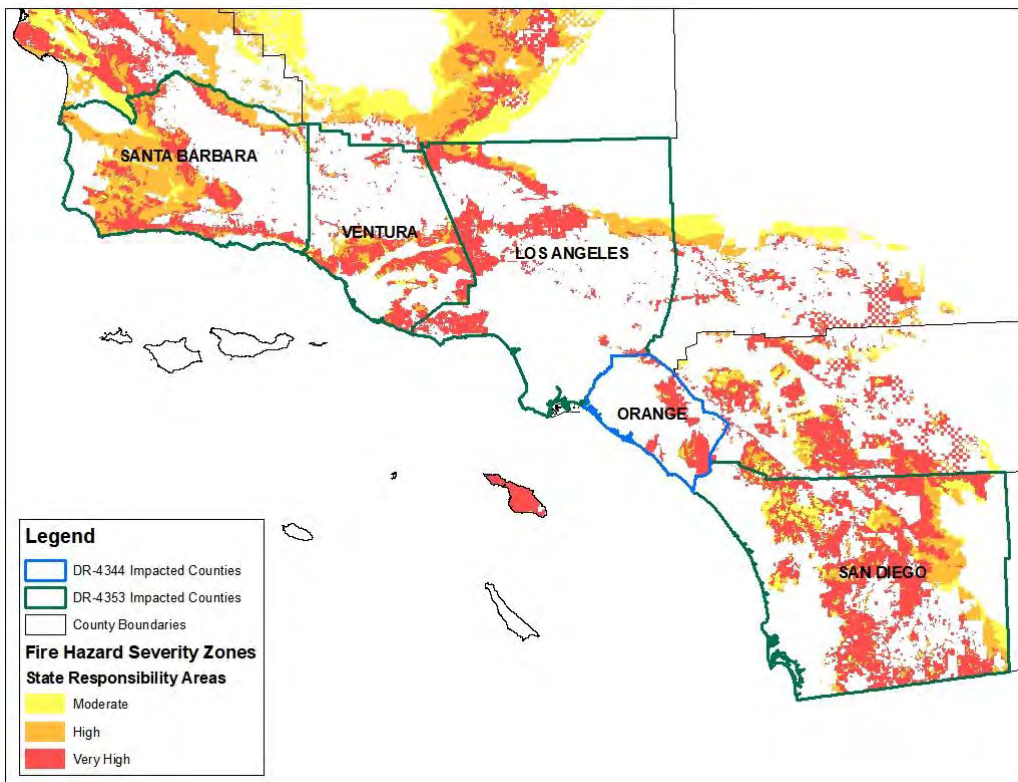 SANTA BARBARA
VENTURA
LOS ANGELES
ORANGE
SAN DIEGO
Legend
DR-4344 Impacted Counties
DR-4353 Impacted Counties
County Boundaries
Fire Hazard Severity Zones
State Responsibility Areas
Moderate
High
Very High